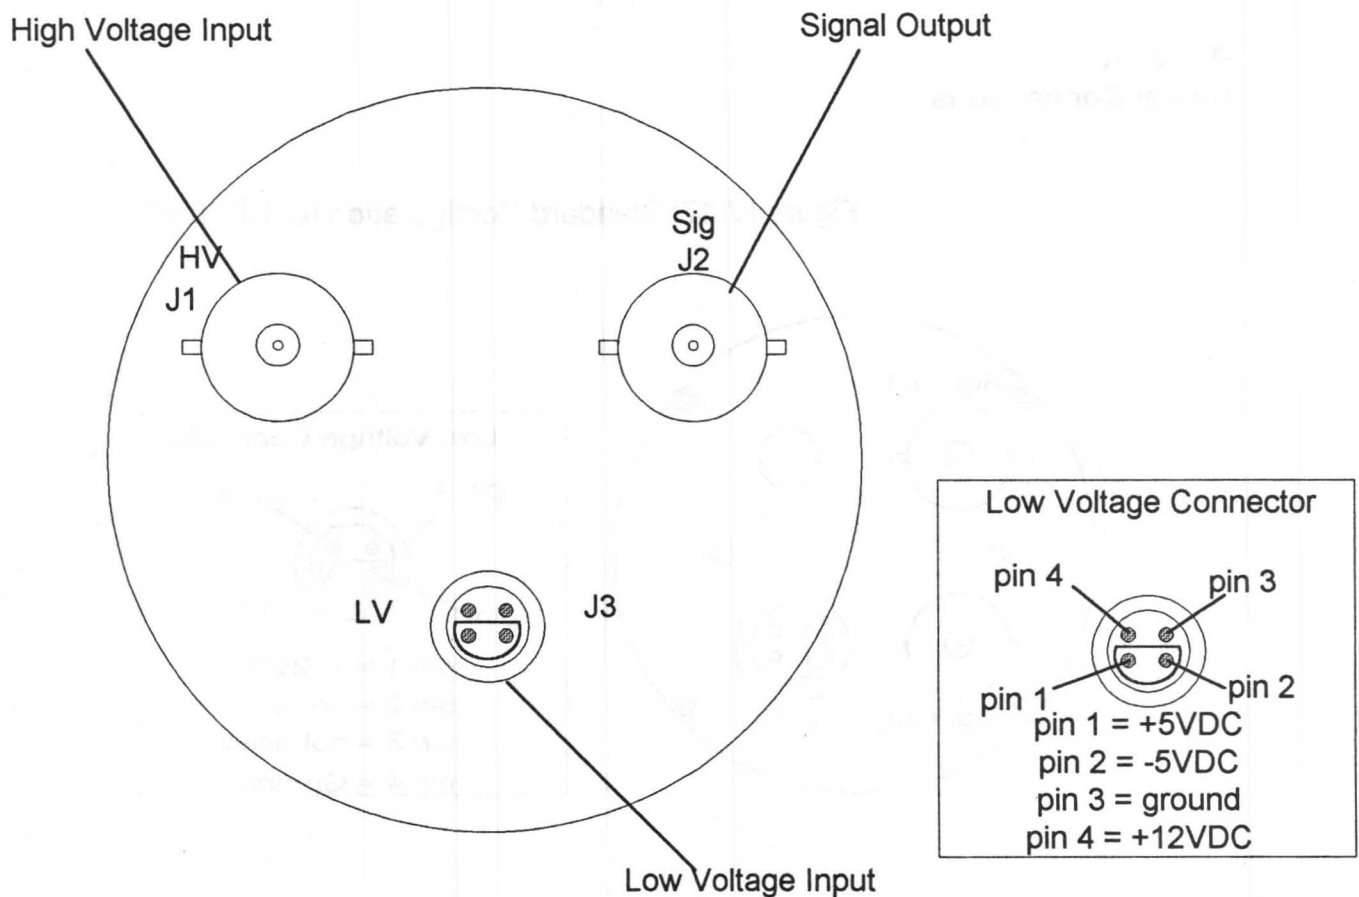 High Voltage Input
Signal Output
HV
J1
Sig
J2
LV
J3
Low Voltage Input
Low Voltage Connector
pin 4
pin 3
pin 1
pin 2
pin 1 = +5VDC
pin 2 = -5VDC
pin 3 = ground
pin 4 = +12VDC